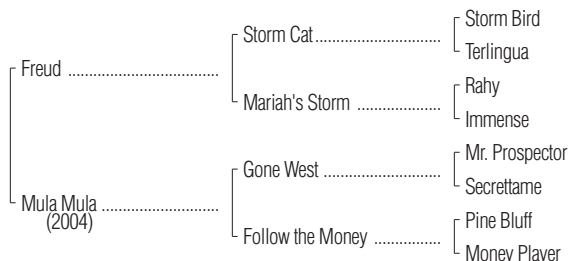 Storm Bird
Storm Cat..............................
Terlingua
Freud ....................................
Rahy
Mariah's Storm ....................
Immense
Mr. Prospector
Gone West ............................
Secrettame
Mula Mula ............................
(2004)
Pine Bluff
Follow the Money ................
Money Player